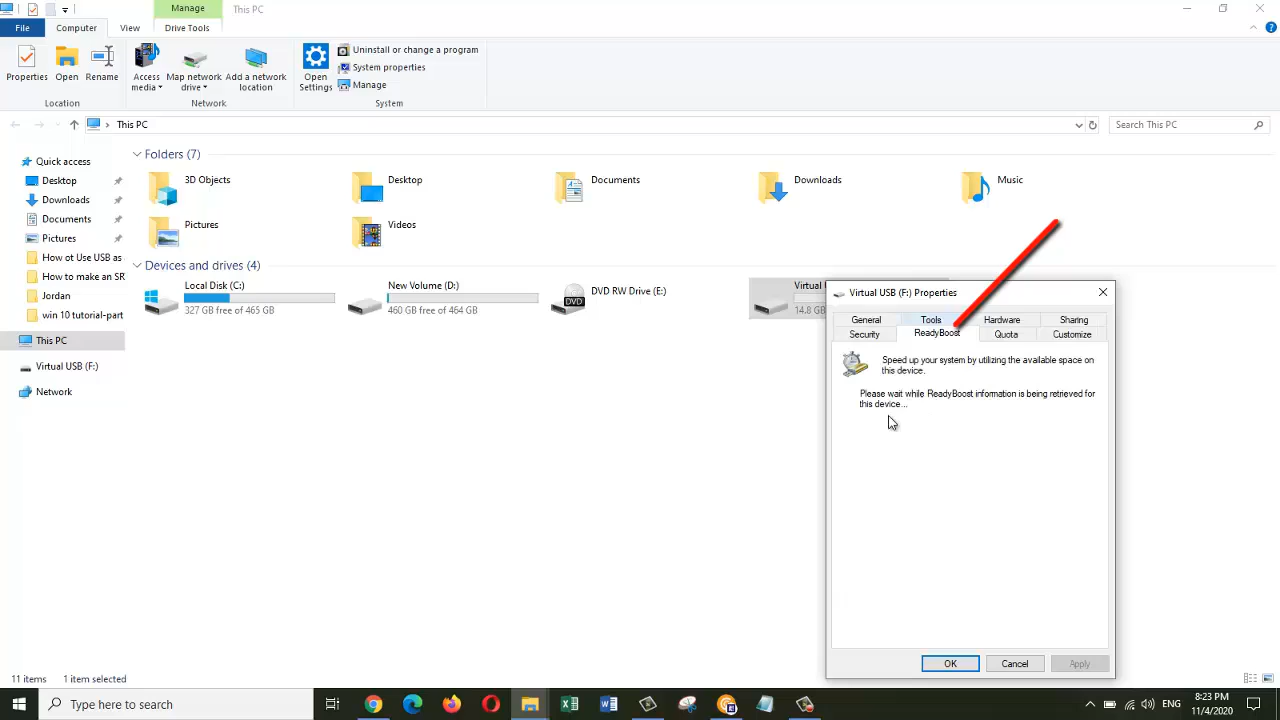 Manage
This PC
File
Computer
View
Drive Tools
Properties
Open
Rename
Access
media
Map network
drive
Add a network
location
Open
Settings
Uninstall or change a program
System properties
Manage
Location
Network
System
This PC
Search This PC
Quick access
Desktop
Downloads
Documents
Pictures
How ot Use USB as
How to make an SR
Jordan
win 10 tutorial-part
This PC
Virtual USB (F:)
Network
Folders (7)
3D Objects
Desktop
Documents
Downloads
Music
Pictures
Videos
Devices and drives (4)
Local Disk (C:)
327 GB free of 465 GB
New Volume (D:)
460 GB free of 464 GB
DVD RW Drive (E:)
DVD
Virtual
14.8 GB
Virtual USB (F:) Properties
General
Tools
Hardware
Sharing
Security
ReadyBoost
Quota
Customize
Speed up your system by utilizing the available space on
this device.
Please wait while ReadyBoost information is being retrieved for
this device...
OK
Cancel
Apply
11 items
1 item selected
Type here to search
ENG
8:23 PM
11/4/2020